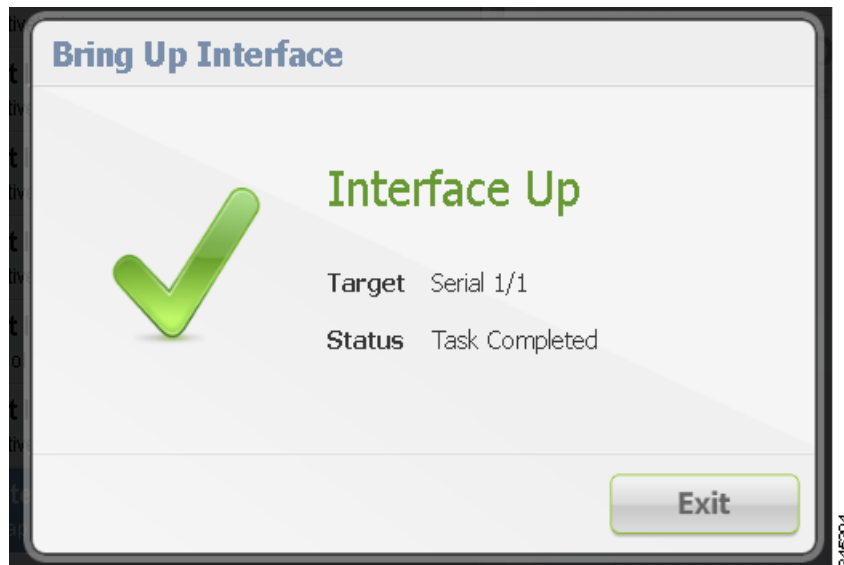 Bring Up Interface
Interface Up
Target Serial 1/1
Status Task Completed
Exit